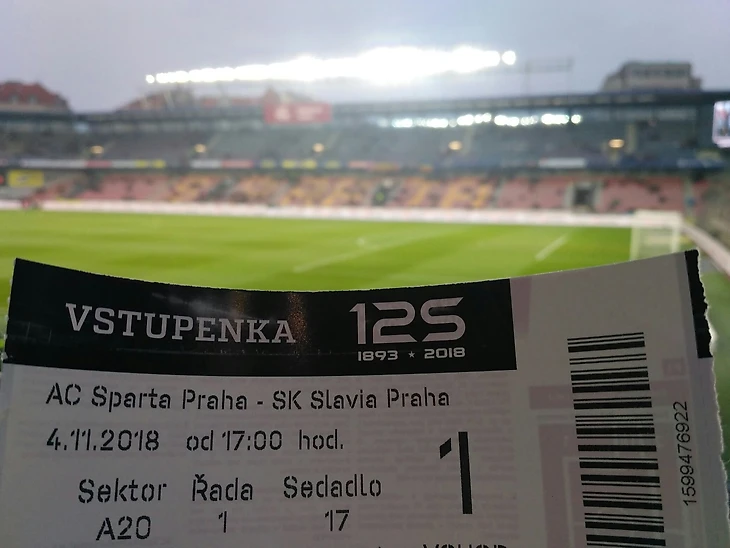 VSTUPENKA 125
1893 ★ 2018
AC Sparta Praha - SK Slavia Praha
4.11.2018 od 17:00 hod.
1
Sektor Řada Sedadlo
A20 1 17
1599476922